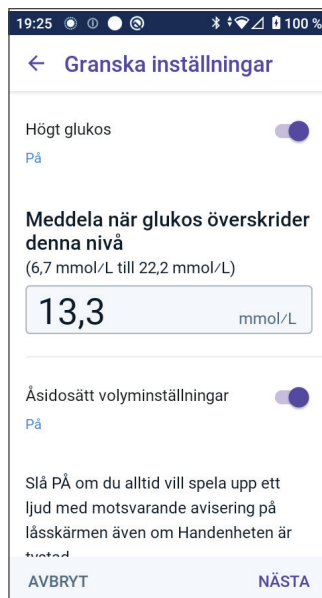 19:25 100 %
Granska inställningar
Högt glukos
På
Meddela när glukos överskrider
denna nivå
(6,7 mmol/L till 22,2 mmol/L)
13,3 mmol/L
Åsidosätt volyminställningar
På
Slå PÅ om du alltid vill spela upp ett
ljud med motsvarande avisering på
låsskärmen även om Handenheten är
tystad
AVBRYT NÄSTA